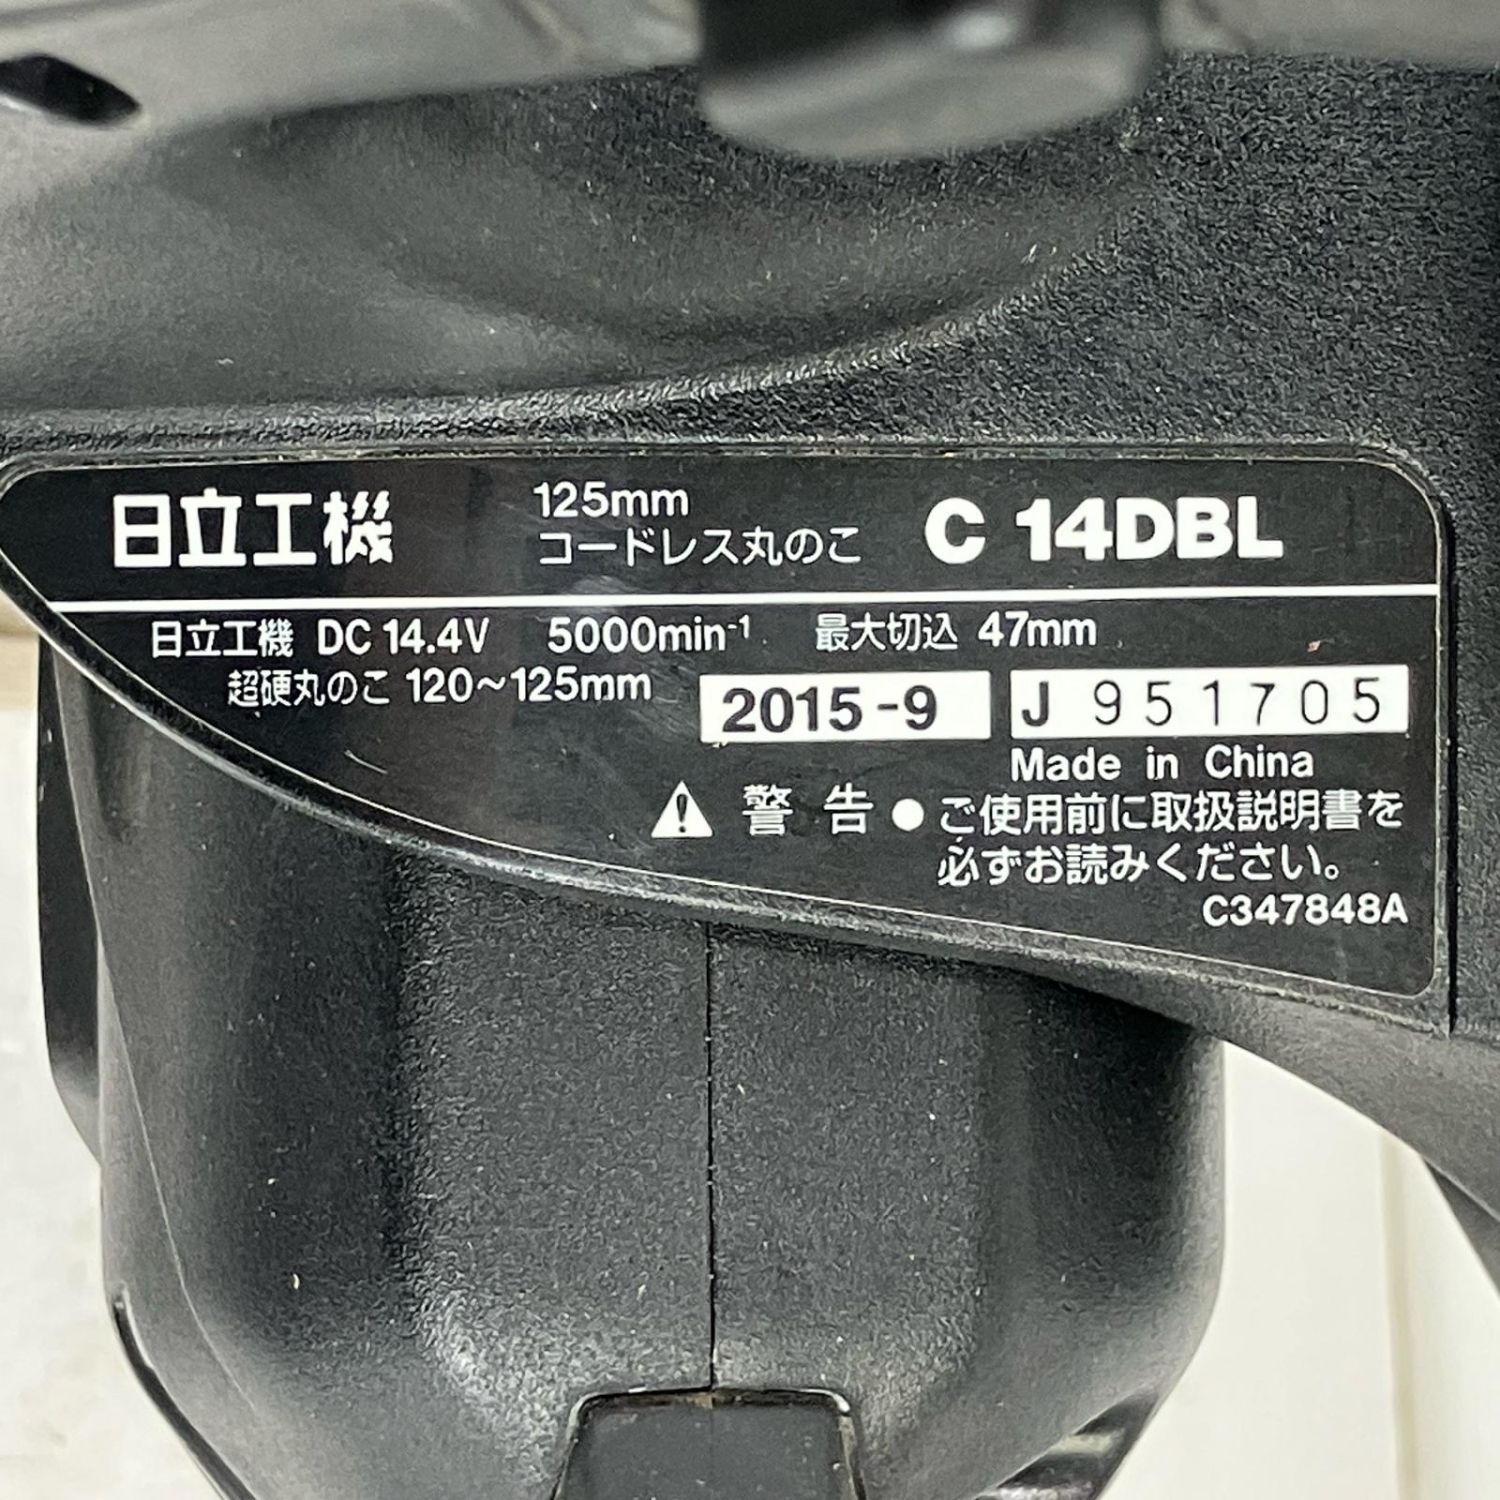 日立工機 125mm コードレス丸のこ C 14DBL
日立工機 DC 14.4V 5000min⁻¹ 最大切込 47mm
超硬丸のこ 120～125mm
2015-9 J 951705
Made in China
⚠ 警告 ●ご使用前に取扱説明書を
必ずお読みください。
C347848A